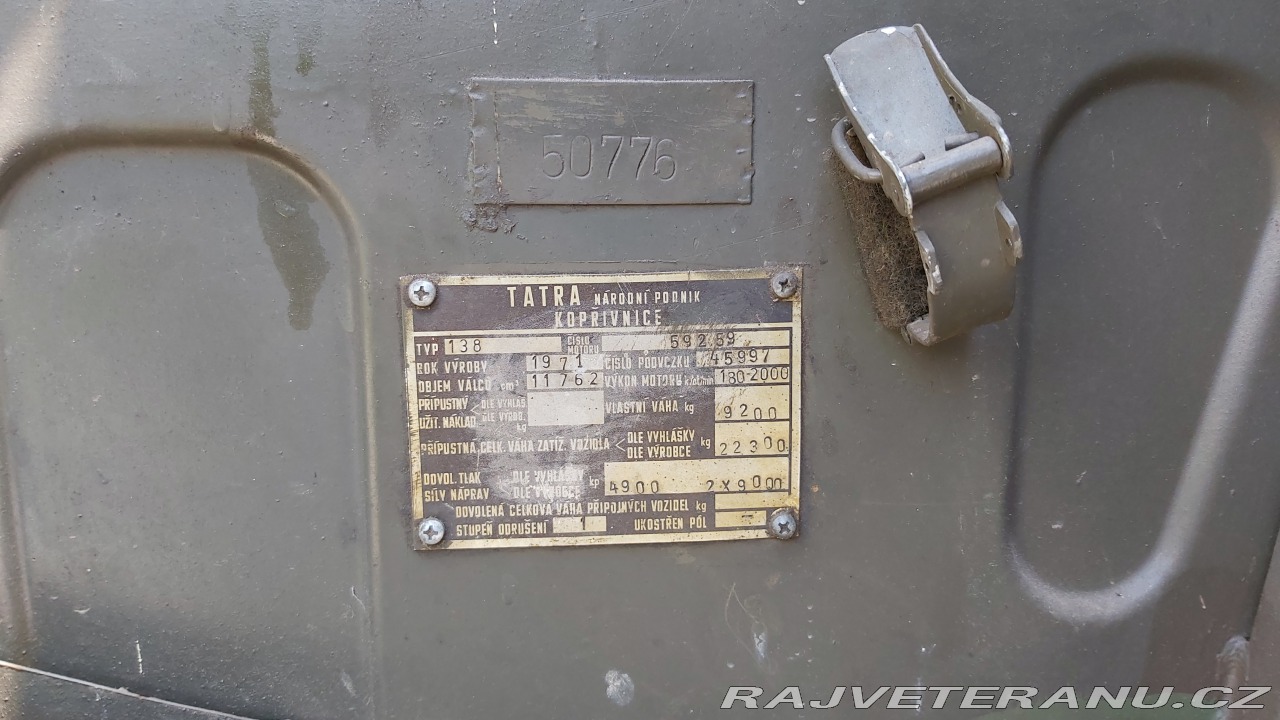 50776
TATRA NÁRODNÍ PODNIK
KOPŘIVNICE
TYP 138 ČÍSLO MOTORU 59259
ROK VÝROBY 1971 ČÍSLO PODVOZKU 45997
OBJEM VÁLCŮ cm³ 11762 VÝKON MOTORU k/ot/min 180-2000
PŘÍPUSTNÝ UŽIT. NÁKLAD DLE VYHLÁŠ. DLE VÝROB. kg VLASTNÍ VÁHA kg 9200
PŘÍPUSTNÁ CELK. VÁHA ZATÍŽ. VOZIDLA DLE VYHLÁŠKY DLE VÝROBCE kg 22300
DOVOL. TLAK SÍLY NÁPRAV DLE VYHLÁŠKY DLE VÝROBCE kp 4900 2X9000
DOVOLENÁ CELKOVÁ VÁHA PŘÍPOJNÝCH VOZIDEL kg
STUPEŇ ODRUŠENÍ 1 UKOSTŘEN PÓL -
RAJVETERANU.CZ